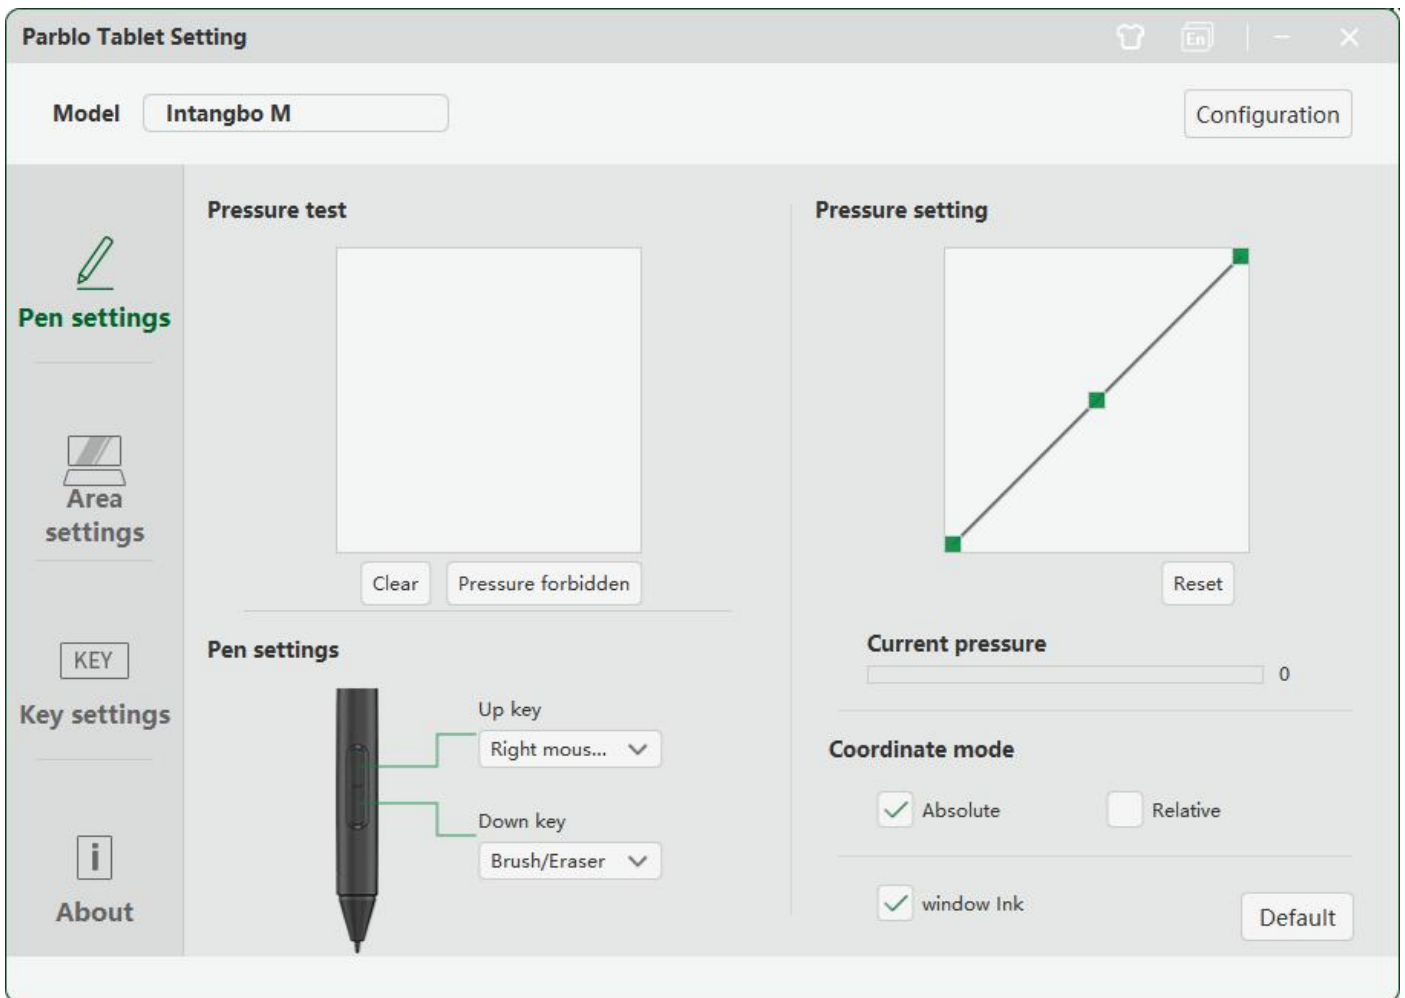 Parblo Tablet Setting
En
Model
Intangbo M
Configuration
Pen settings
Area
settings
KEY
Key settings
i
About
Pressure test
Clear
Pressure forbidden
Pen settings
Up key
Right mous...
Down key
Brush/Eraser
Pressure setting
Reset
Current pressure
0
Coordinate mode
Absolute
Relative
window Ink
Default